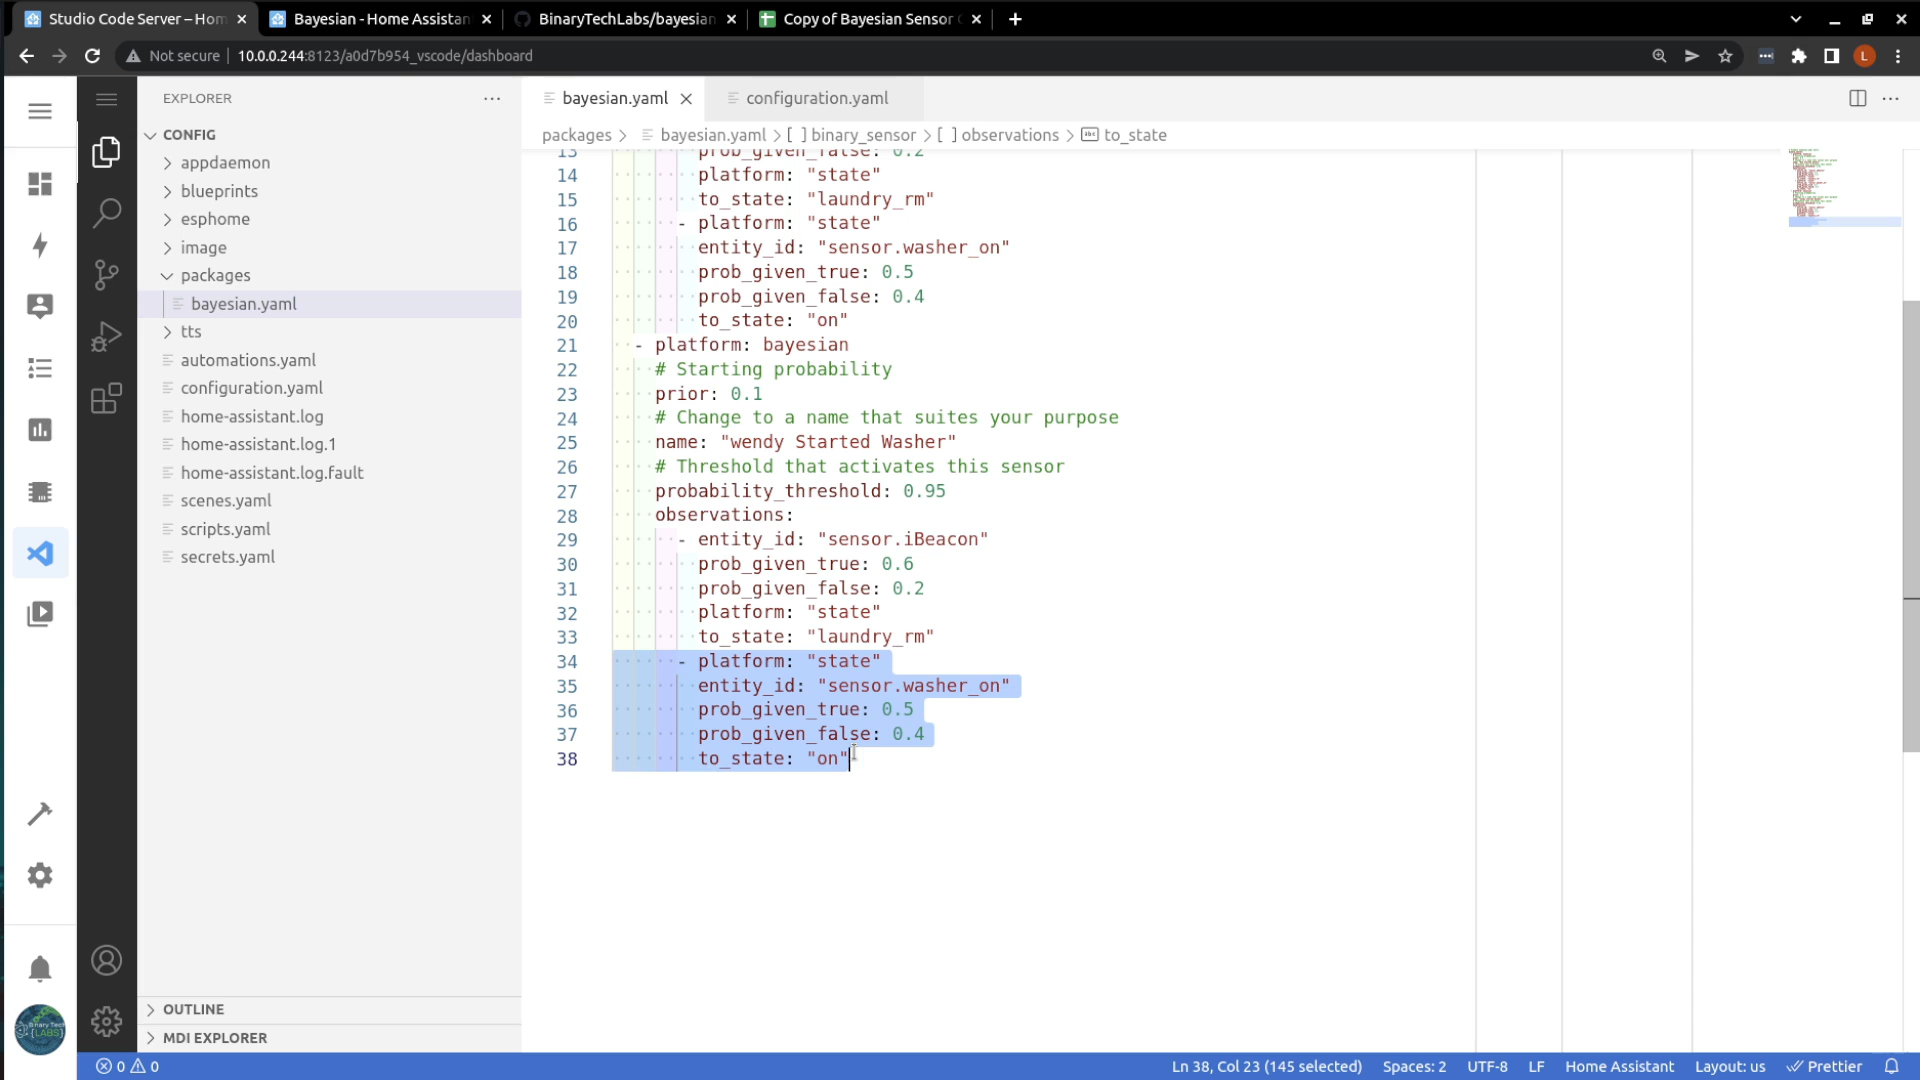 Studio Code Server – Hom
Bayesian - Home Assistan
BinaryTechLabs/bayesian
Copy of Bayesian Sensor
Not secure
10.0.0.244:8123/a0d7b954_vscode/dashboard
L
EXPLORER
CONFIG
appdaemon
blueprints
esphome
image
packages
bayesian.yaml
tts
automations.yaml
configuration.yaml
home-assistant.log
home-assistant.log.1
home-assistant.log.fault
scenes.yaml
scripts.yaml
secrets.yaml
OUTLINE
MDI EXPLORER
bayesian.yaml
configuration.yaml
packages > bayesian.yaml > [ ] binary_sensor > [ ] observations > abc to_state
13 prob_given_false: 0.2
14 platform: "state"
15 to_state: "laundry_rm"
16 - platform: "state"
17 entity_id: "sensor.washer_on"
18 prob_given_true: 0.5
19 prob_given_false: 0.4
20 to_state: "on"
21 - platform: bayesian
22 # Starting probability
23 prior: 0.1
24 # Change to a name that suites your purpose
25 name: "wendy Started Washer"
26 # Threshold that activates this sensor
27 probability_threshold: 0.95
28 observations:
29 - entity_id: "sensor.iBeacon"
30 prob_given_true: 0.6
31 prob_given_false: 0.2
32 platform: "state"
33 to_state: "laundry_rm"
34 - platform: "state"
35 entity_id: "sensor.washer_on"
36 prob_given_true: 0.5
37 prob_given_false: 0.4
38 to_state: "on"
0 0
Ln 38, Col 23 (145 selected) Spaces: 2 UTF-8 LF Home Assistant Layout: us Prettier